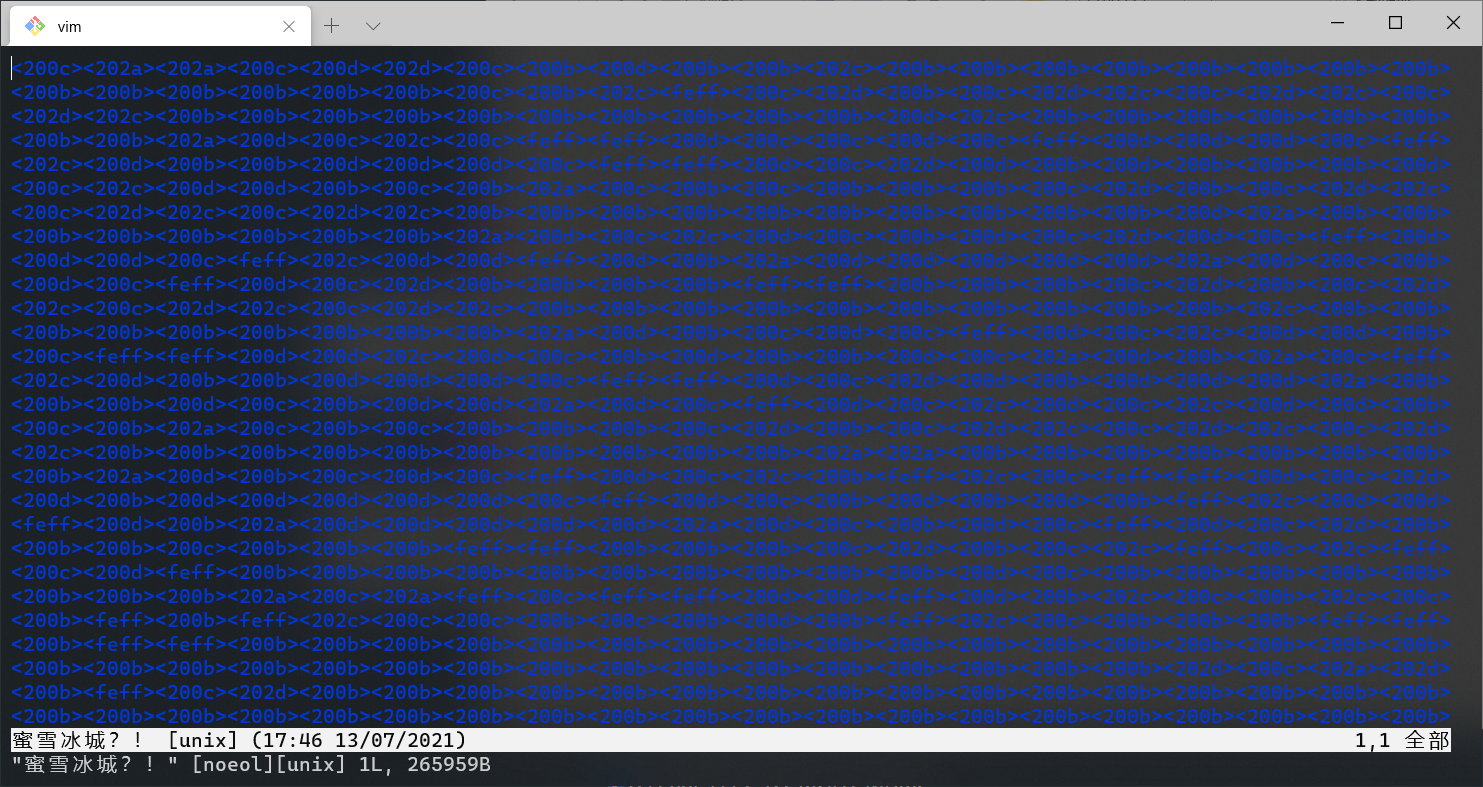 vim
<200c><202a><202a><200c><200d><202d><200c><200b><200d><200b><200b><202c><200b><200b><200b><200b><200b><200b><200b><200b>
<200b><200b><200b><200b><200b><200b><200c><200b><202c><feff><200c><202d><200b><200c><202d><202c><200c><202d><202c><200c>
<202d><202c><200b><200b><200b><200b><200b><200b><200b><200b><200b><200b><200d><202c><200b><200b><200b><200b><200b><200b>
<200b><200b><202a><200d><200c><202c><200c><feff><feff><200d><200c><200d><200c><200c><feff><200d><200d><200c><200c><feff>
<202c><200d><200b><200b><200d><200d><200d><200c><feff><feff><200d><200c><202d><200d><200d><200d><200b><200b><200b><200d>
<200c><202c><200d><200d><200b><200c><200b><202a><200c><200c><200b><200b><200b><200b><200c><202d><200b><200c><202d><202c>
<200c><202d><202c><200c><202d><202c><200b><200b><200b><200b><200b><200b><200b><200b><200b><200d><202a><200b><200b><200b>
<200b><200b><200b><200b><200b><200b><202a><200d><200c><202c><200d><200d><200b><200d><200c><202d><200d><200c><feff><200d>
<200d><200d><200c><feff><202c><200d><200d><feff><200d><200b><202a><200d><200d><200d><200d><200d><202a><200d><200c><200b>
<200d><200c><feff><200d><200c><202d><200b><200b><200b><200b><feff><feff><200b><200b><200b><200c><202d><200b><200c><202d>
<202c><200c><202d><202c><200c><202d><202c><200b><200b><200b><200b><200b><200b><200b><200b><200b><200b><200b><202c><200b>
<200b><200b><200b><200b><200b><200b><200b><202a><200d><200b><200c><200d><200c><feff><200d><200c><202c><200d><200d><200b>
<200c><feff><feff><200d><200d><202c><200d><200c><200b><200b><200d><200b><200b><200c><202a><200d><200b><202a><200c><feff>
<202c><200d><200b><200b><200d><200d><200d><200c><feff><feff><200d><200c><202d><200d><200b><200d><200d><200d><202a><200b>
<200b><200b><200d><200c><200b><200d><200d><202a><200d><200c><feff><200d><200c><202c><200d><200c><202c><200d><200d><200b>
<200c><200b><202a><200c><200b><200b><200c><200b><200b><200b><200c><202d><200b><200c><202d><202c><200c><202d><202c><200c><202d>
<202c><200b><200b><200b><200b><200b><200b><200b><200b><200b><200b><202a><202a><200b><200b><200b><200b><200b><200b><200b>
<200b><202a><200d><200b><200c><200d><200c><feff><200d><200c><202c><200b><feff><202c><200c><feff><feff><200d><200c><202d>
<200d><200b><200d><200d><200d><200d><200d><200c><feff><200d><200d><200b><200b><200d><200b><200b><feff><202c><200d><200d>
<feff><200d><200b><202a><200d><200d><200d><200d><200d><202a><200d><200c><200b><200d><200c><feff><200d><200c><202d><200b>
<200b><200b><200c><200b><200b><200b><feff><feff><200b><200b><200b><200c><202d><200b><200c><202c><feff><200c><202c><feff>
<200c><200d><feff><200b><200b><200b><200b><200b><200b><200b><200b><200b><200b><200d><200c><200b><200b><200b><200b><200b>
<200b><200b><200b><202a><200c><202a><feff><200c><feff><feff><200d><200d><feff><200d><200b><202c><200c><200b><202c><200c>
<200b><feff><200b><feff><202c><200c><200c><200b><200c><200b><200d><200b><feff><202c><200c><200b><200b><200b><feff><feff>
<200b><feff><feff><200b><200b><200b><200b><200b><200b><200b><200b><200b><200b><200b><200b><200b><200b><200b><200b><200b>
<200b><200b><200b><200b><200b><200b><200b><200b><200b><200b><200b><200b><200b><200b><200b><200b><202d><200c><202a><202d>
<200b><feff><200c><202d><200b><200b><200b><200b><200b><200b><200b><200b><200b><200b><200b><200b><200b><200b><200b><200b>
<200b><200b><200b><200b><200b><200b><200b><200b><200b><200b><200b><200b><200b><200b><200b><200b><200b><200b><200b><200b>
蜜雪冰城？！ [unix] (17:46 13/07/2021) 1,1 全部
"蜜雪冰城？！" [noeol][unix] 1L, 265959B